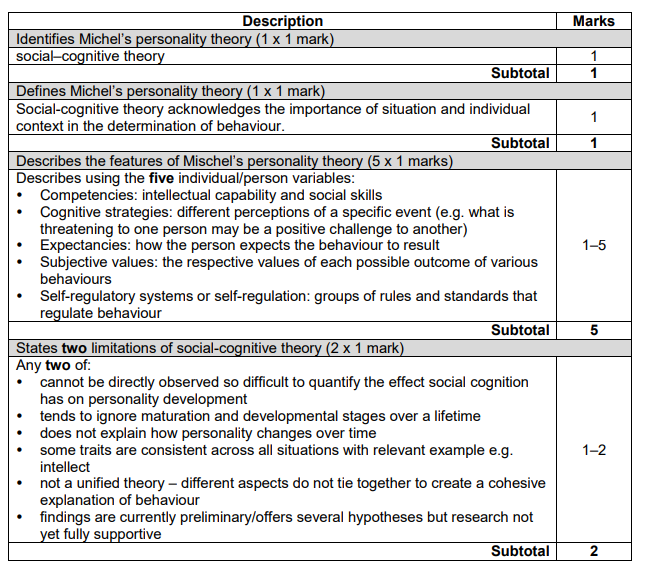 Description Marks
Identifies Michel’s personality theory (1 x 1 mark)
social–cognitive theory 1
Subtotal 1
Defines Michel’s personality theory (1 x 1 mark)
Social-cognitive theory acknowledges the importance of situation and individual
context in the determination of behaviour.
1
Subtotal 1
Describes the features of Mischel’s personality theory (5 x 1 marks)
Describes using the five individual/person variables:
• Competencies: intellectual capability and social skills
• Cognitive strategies: different perceptions of a specific event (e.g. what is
threatening to one person may be a positive challenge to another)
• Expectancies: how the person expects the behaviour to result
• Subjective values: the respective values of each possible outcome of various
behaviours
• Self-regulatory systems or self-regulation: groups of rules and standards that
regulate behaviour
1–5
Subtotal 5
States two limitations of social-cognitive theory (2 x 1 mark)
Any two of:
• cannot be directly observed so difficult to quantify the effect social cognition
has on personality development
• tends to ignore maturation and developmental stages over a lifetime
• does not explain how personality changes over time
• some traits are consistent across all situations with relevant example e.g.
intellect
• not a unified theory – different aspects do not tie together to create a cohesive
explanation of behaviour
• findings are currently preliminary/offers several hypotheses but research not
yet fully supportive
1–2
Subtotal 2